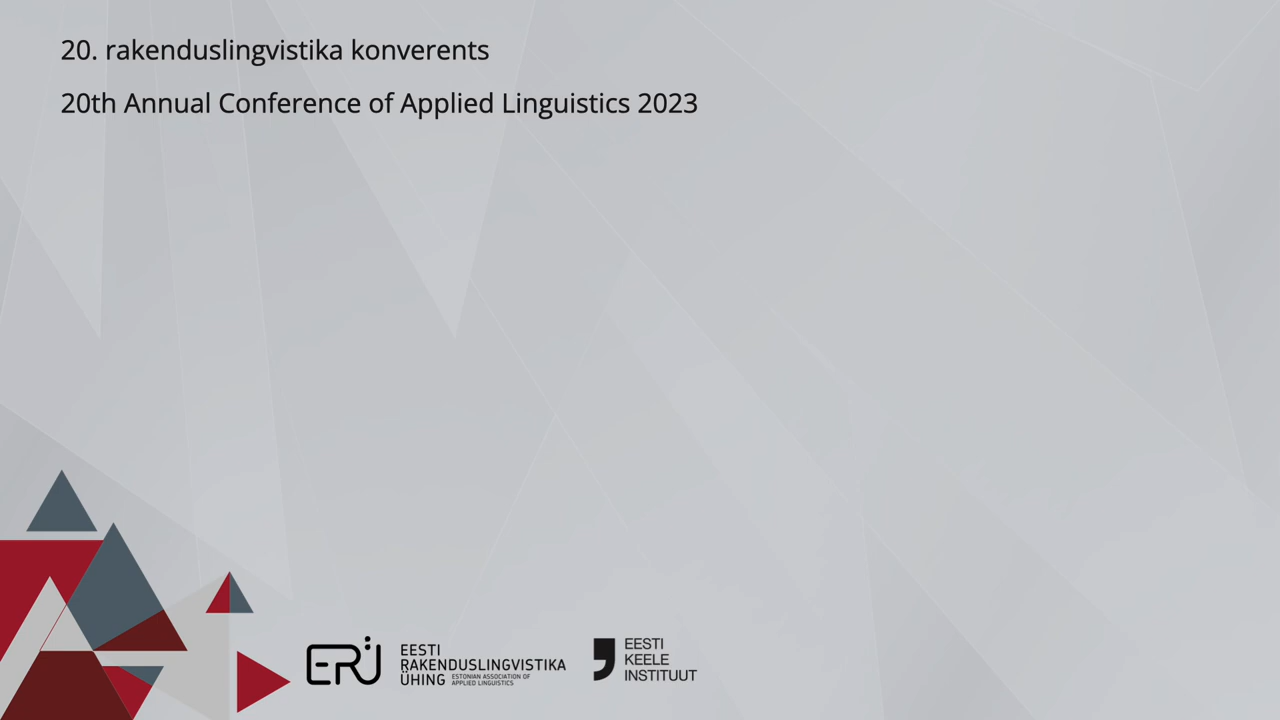 20. rakenduslingvistika konverents
20th Annual Conference of Applied Linguistics 2023
ERÜ
EESTI
RAKENDUSLINGVISTIKA
ÜHING ESTONIAN ASSOCIATION OF
APPLIED LINGUISTICS
EESTI
KEELE
INSTITUUT